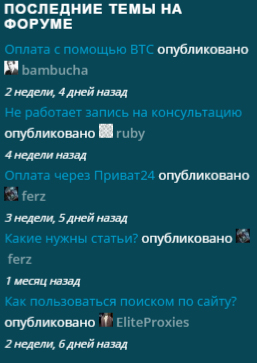 ПОСЛЕДНИЕ ТЕМЫ НА
ФОРУМЕ
Оплата с помощью BTC опубликовано
bambucha
2 недели, 4 дней назад
Не работает запись на консультацию
опубликовано ruby
4 недели назад
Оплата через Приват24 опубликовано
ferz
3 недели, 5 дней назад
Какие нужны статьи? опубликовано
ferz
1 месяц назад
Как пользоваться поиском по сайту?
опубликовано EliteProxies
2 недели, 6 дней назад